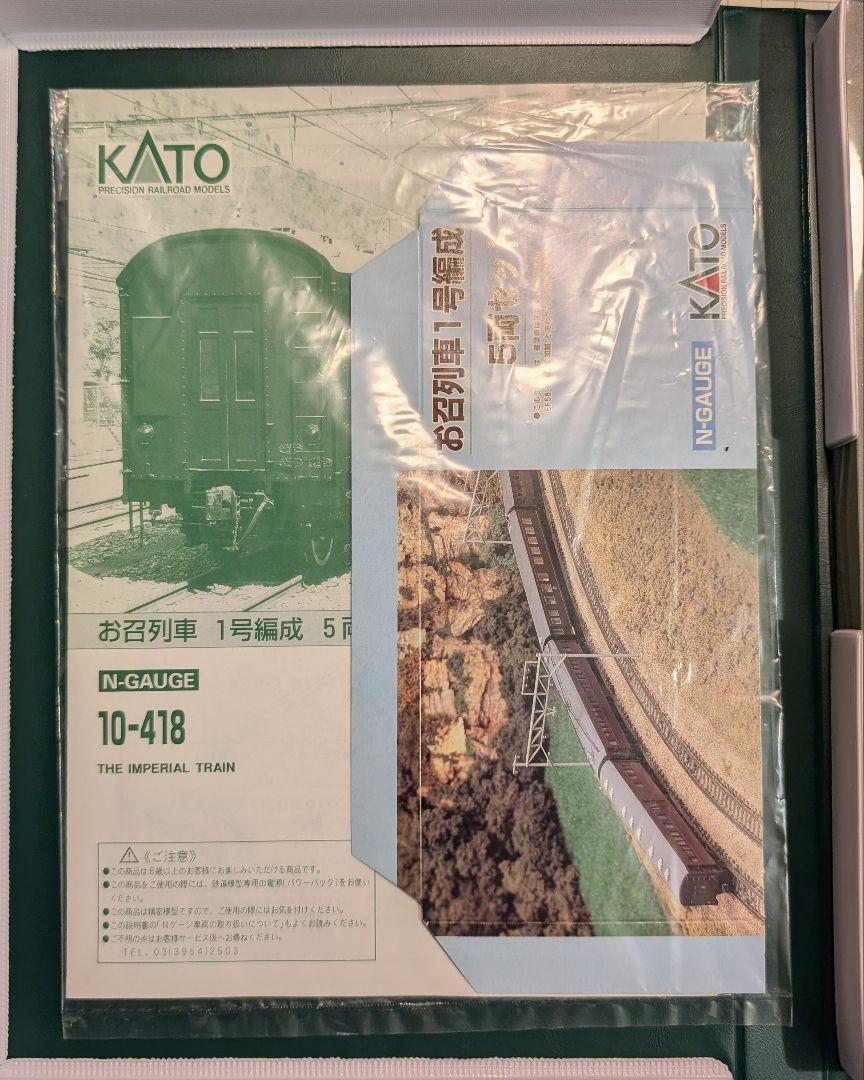 KATO
PRECISION RAILROAD MODELS
お召列車 1号編成 5両
N-GAUGE
10-418
THE IMPERIAL TRAIN
《ご注意》
●この商品は8歳以上のお客様にお楽しみいただける商品です。
●この商品をご使用の際には、鉄道模型専用の電源(パワーパック)をお使い
ください。
●この商品は精密模型ですので、ご使用の際にはお気を付けください。
●この説明書の「Nゲージ車両の取り扱いについて」もよくお読みください。
●ご不明の点はお客様サービス係へお尋ねください。
TEL.03(3954)2503
お召列車1号編成
5両セット
●この
EF58
N-GAUGE
KATO
PRECISION RAILROAD MODELS